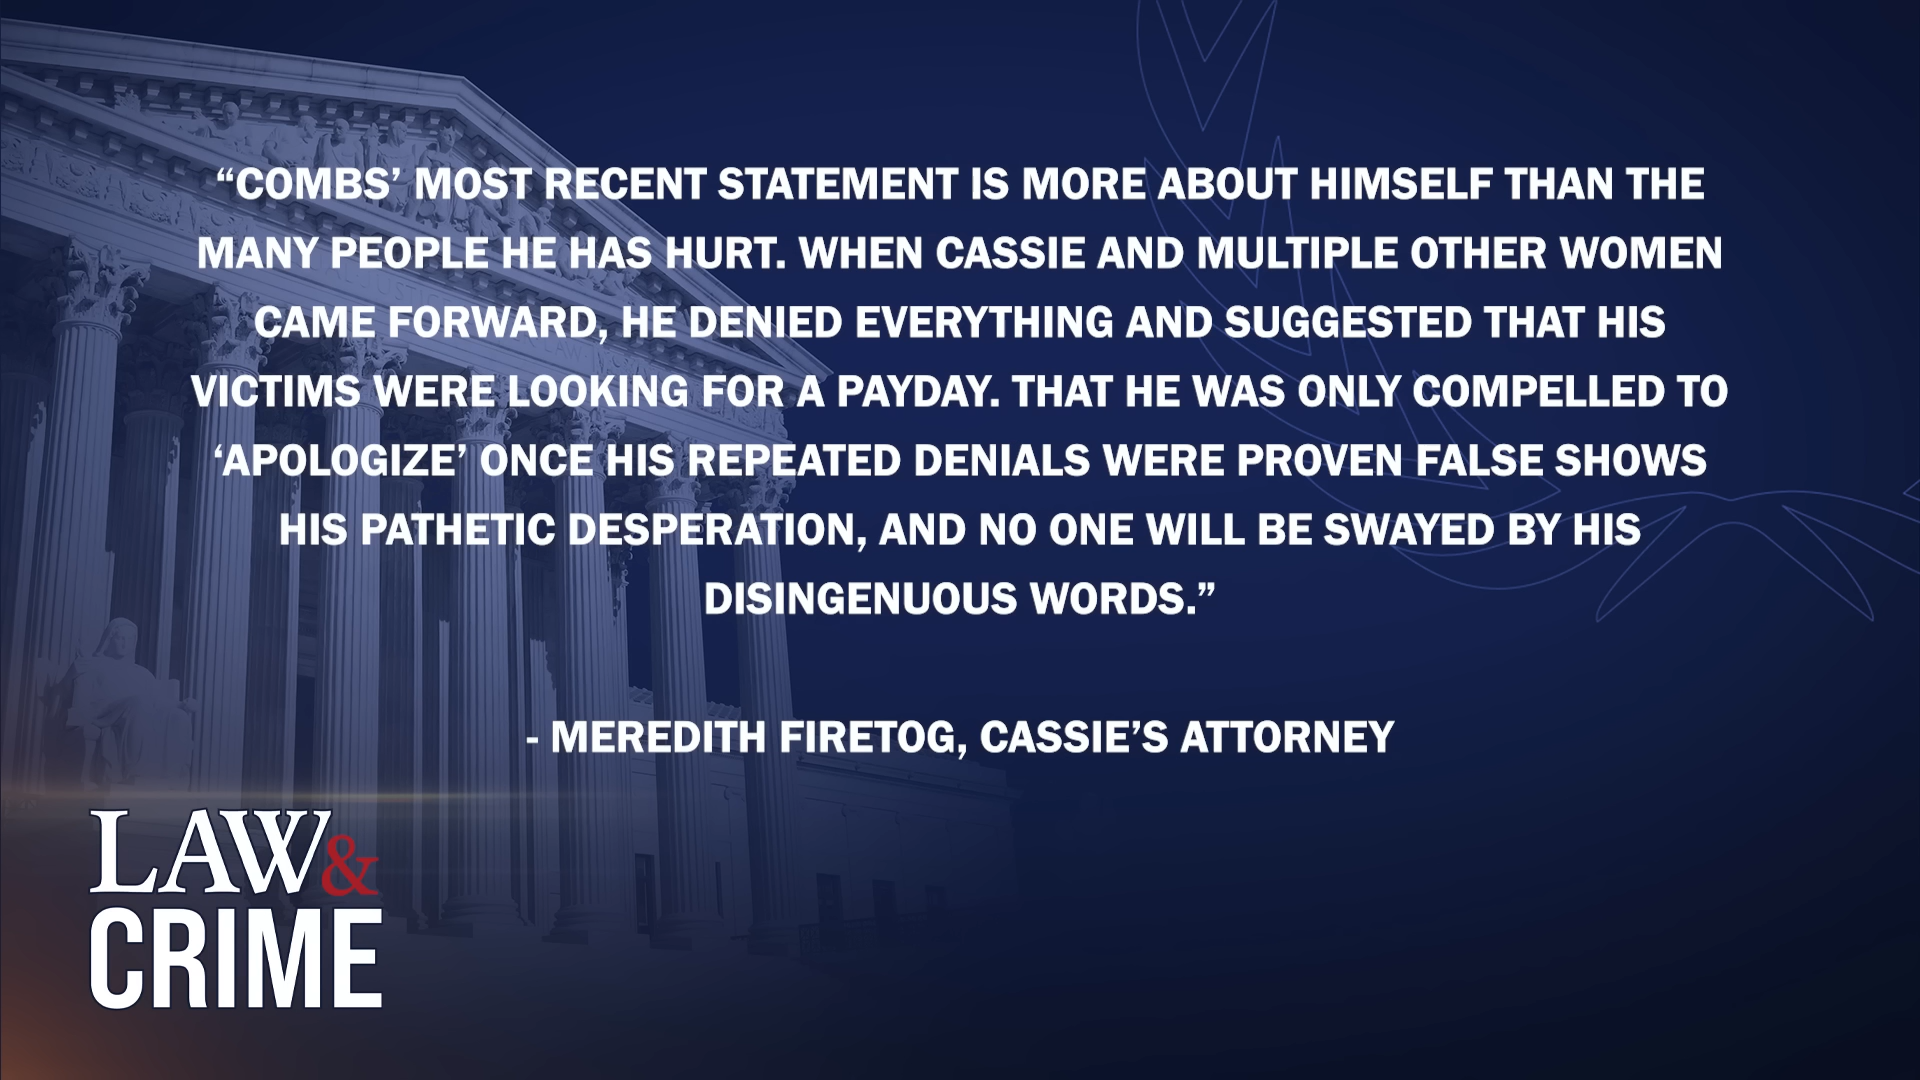 “COMBS’ MOST RECENT STATEMENT IS MORE ABOUT HIMSELF THAN THE
MANY PEOPLE HE HAS HURT. WHEN CASSIE AND MULTIPLE OTHER WOMEN
CAME FORWARD, HE DENIED EVERYTHING AND SUGGESTED THAT HIS
VICTIMS WERE LOOKING FOR A PAYDAY. THAT HE WAS ONLY COMPELLED TO
‘APOLOGIZE’ ONCE HIS REPEATED DENIALS WERE PROVEN FALSE SHOWS
HIS PATHETIC DESPERATION, AND NO ONE WILL BE SWAYED BY HIS
DISINGENUOUS WORDS.”
- MEREDITH FIRETOG, CASSIE’S ATTORNEY
LAW&
CRIME